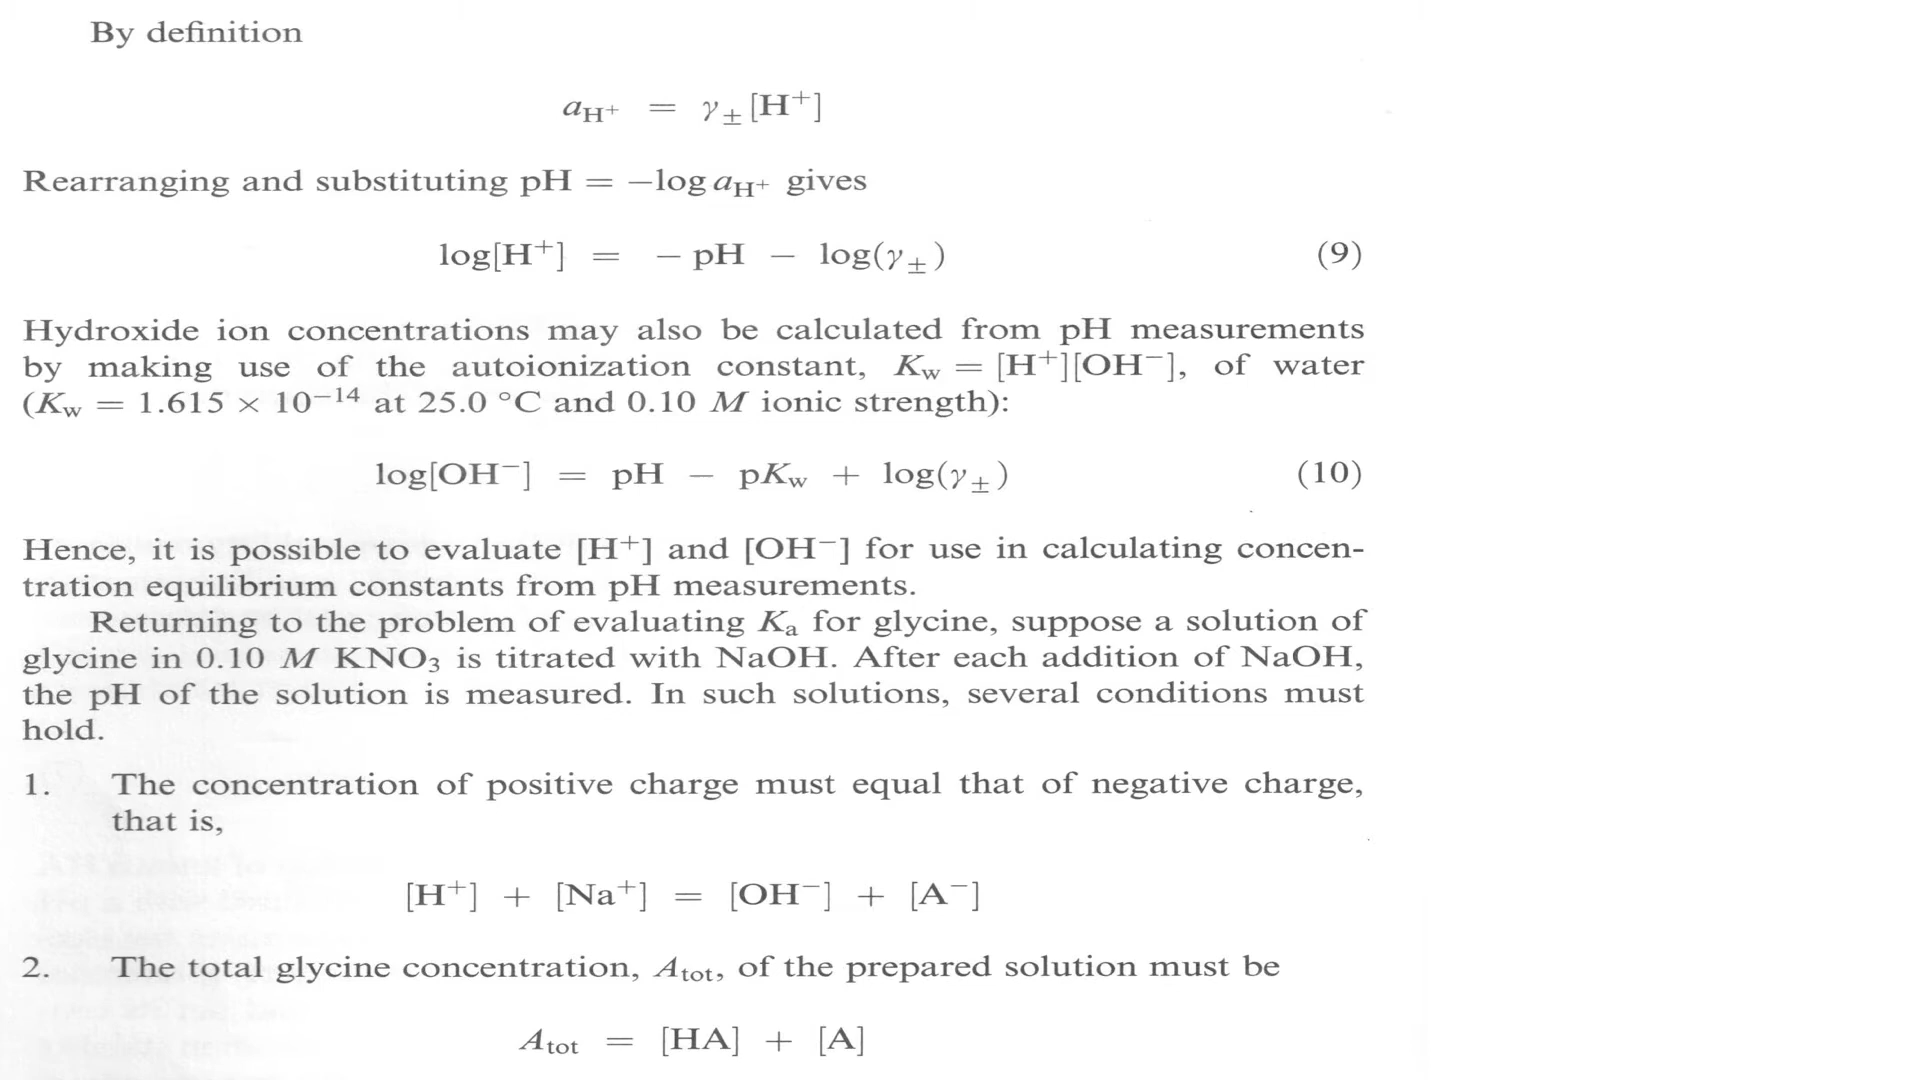 By definition
a_H⁺ = γ± [H⁺]
Rearranging and substituting pH = −log a_H⁺ gives
log[H⁺] = − pH − log(γ±) (9)
Hydroxide ion concentrations may also be calculated from pH measurements
by making use of the autoionization constant, K_w = [H⁺][OH⁻], of water
(K_w = 1.615 × 10⁻¹⁴ at 25.0 °C and 0.10 M ionic strength):
log[OH⁻] = pH − pK_w + log(γ±) (10)
Hence, it is possible to evaluate [H⁺] and [OH⁻] for use in calculating concen-
tration equilibrium constants from pH measurements.
Returning to the problem of evaluating Kₐ for glycine, suppose a solution of
glycine in 0.10 M KNO₃ is titrated with NaOH. After each addition of NaOH,
the pH of the solution is measured. In such solutions, several conditions must
hold.
1. The concentration of positive charge must equal that of negative charge,
that is,
[H⁺] + [Na⁺] = [OH⁻] + [A⁻]
2. The total glycine concentration, A_tot, of the prepared solution must be
A_tot = [HA] + [A]